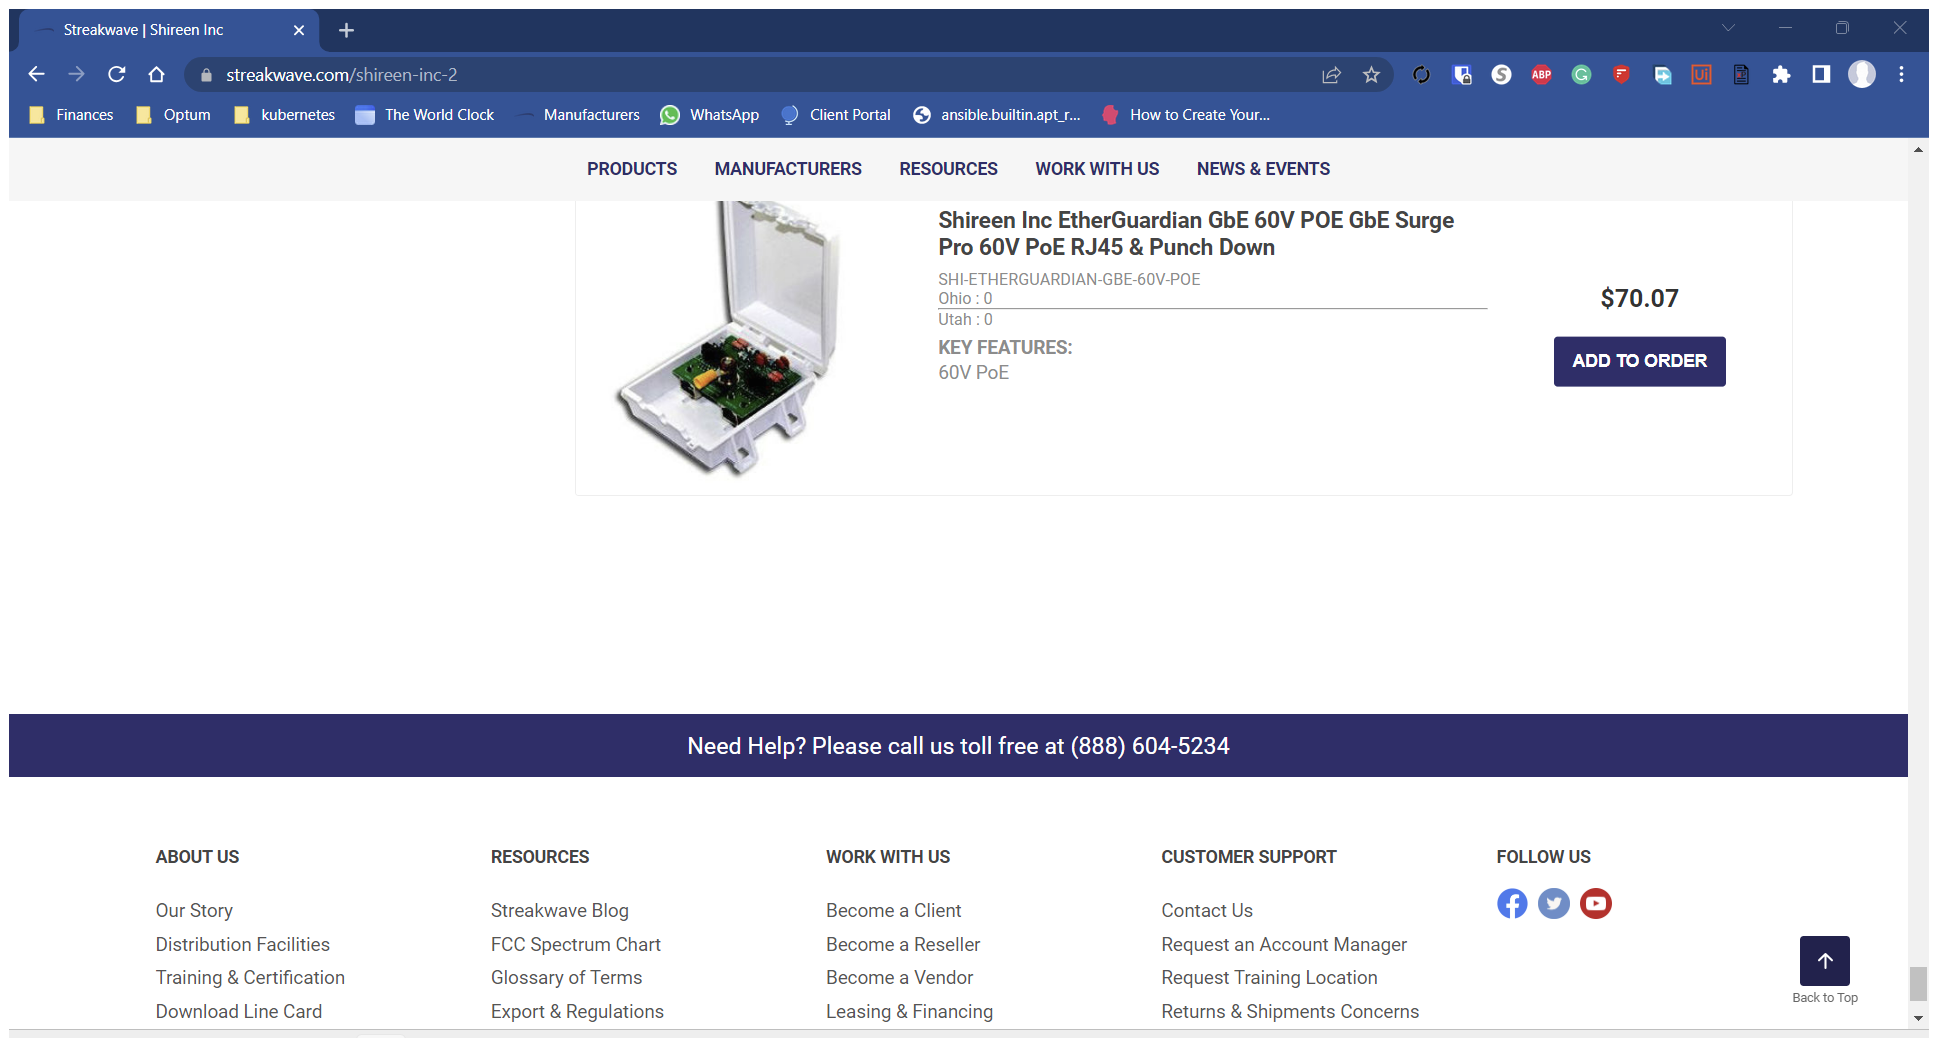 Streakwave | Shireen Inc
streakwave.com/shireen-inc-2
ABP
Ui
Finances
Optum
kubernetes
The World Clock
Manufacturers
WhatsApp
Client Portal
ansible.builtin.apt_r...
How to Create Your...
PRODUCTS
MANUFACTURERS
RESOURCES
WORK WITH US
NEWS & EVENTS
Shireen Inc EtherGuardian GbE 60V POE GbE Surge
Pro 60V PoE RJ45 & Punch Down
SHI-ETHERGUARDIAN-GBE-60V-POE
Ohio : 0
Utah : 0
KEY FEATURES:
60V PoE
$70.07
ADD TO ORDER
Need Help? Please call us toll free at (888) 604-5234
ABOUT US
Our Story
Distribution Facilities
Training & Certification
Download Line Card
RESOURCES
Streakwave Blog
FCC Spectrum Chart
Glossary of Terms
Export & Regulations
WORK WITH US
Become a Client
Become a Reseller
Become a Vendor
Leasing & Financing
CUSTOMER SUPPORT
Contact Us
Request an Account Manager
Request Training Location
Returns & Shipments Concerns
FOLLOW US
Back to Top